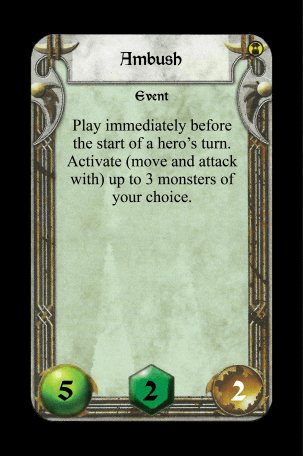 Ambush
Event
Play immediately before
the start of a hero's turn.
Activate (move and attack
with) up to 3 monsters of
your choice.
5 2 2